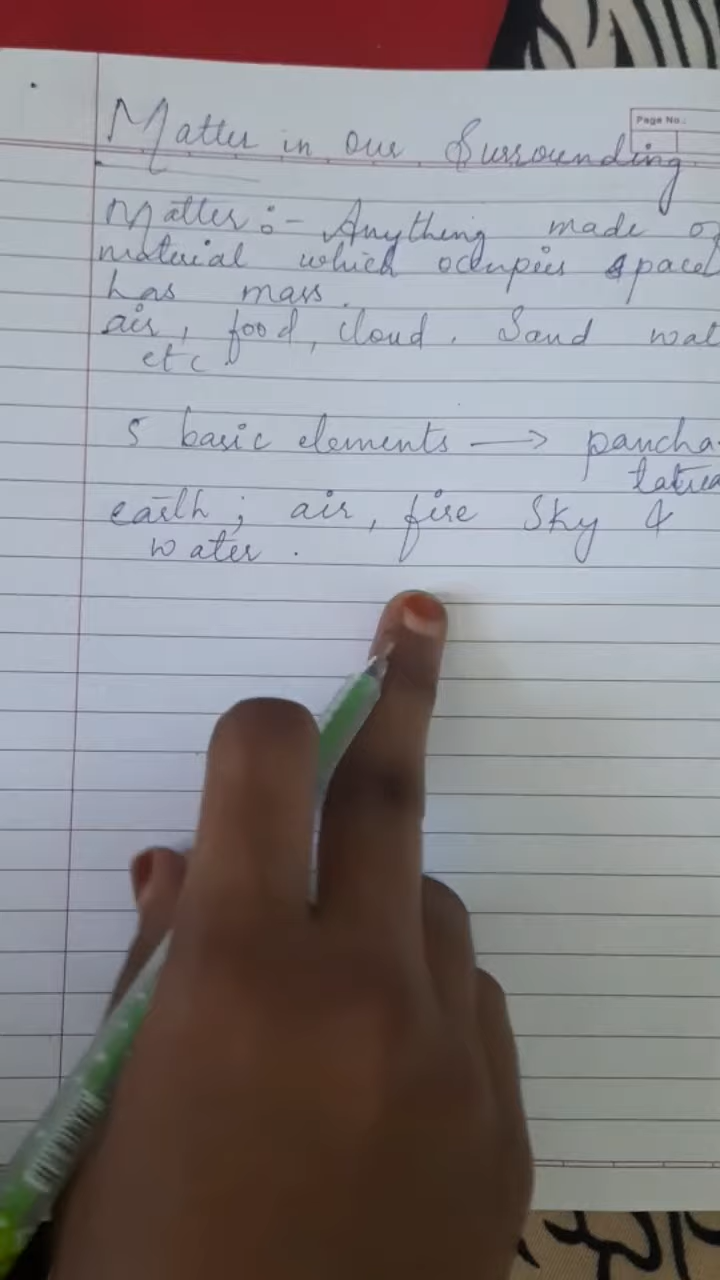 Page No.:
Matter in our Surrounding
Matter :- Anything made of
material which occupies space
has mass.
air, food, cloud. Sand wat
etc
5 basic elements → pancha
tatva
earth; air, fire Sky &
water.